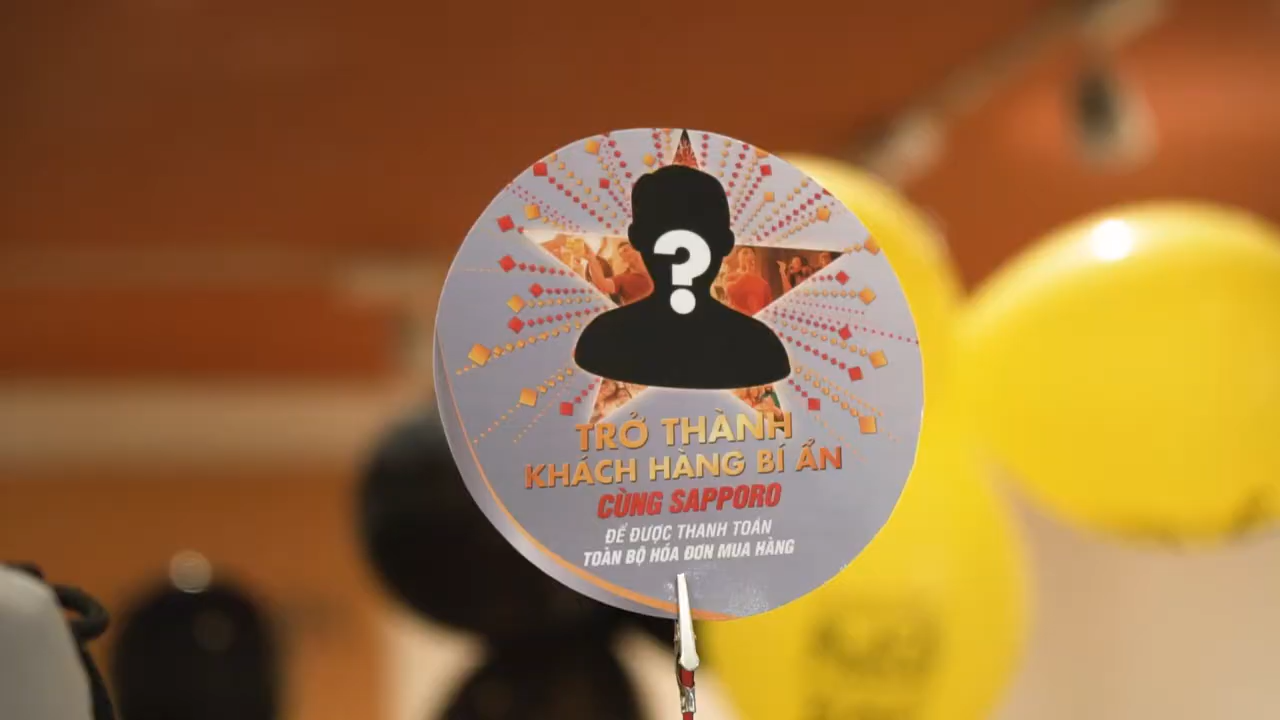 ?
TRỞ THÀNH
KHÁCH HÀNG BÍ ẨN
CÙNG SAPPORO
ĐỂ ĐƯỢC THANH TOÁN
TOÀN BỘ HÓA ĐƠN MUA HÀNG